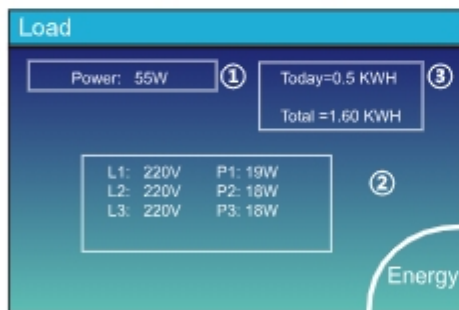 Load
Power: 55W ①
Today=0.5 KWH ③
Total =1.60 KWH
L1: 220V P1: 19W
L2: 220V P2: 18W ②
L3: 220V P3: 18W
Energy